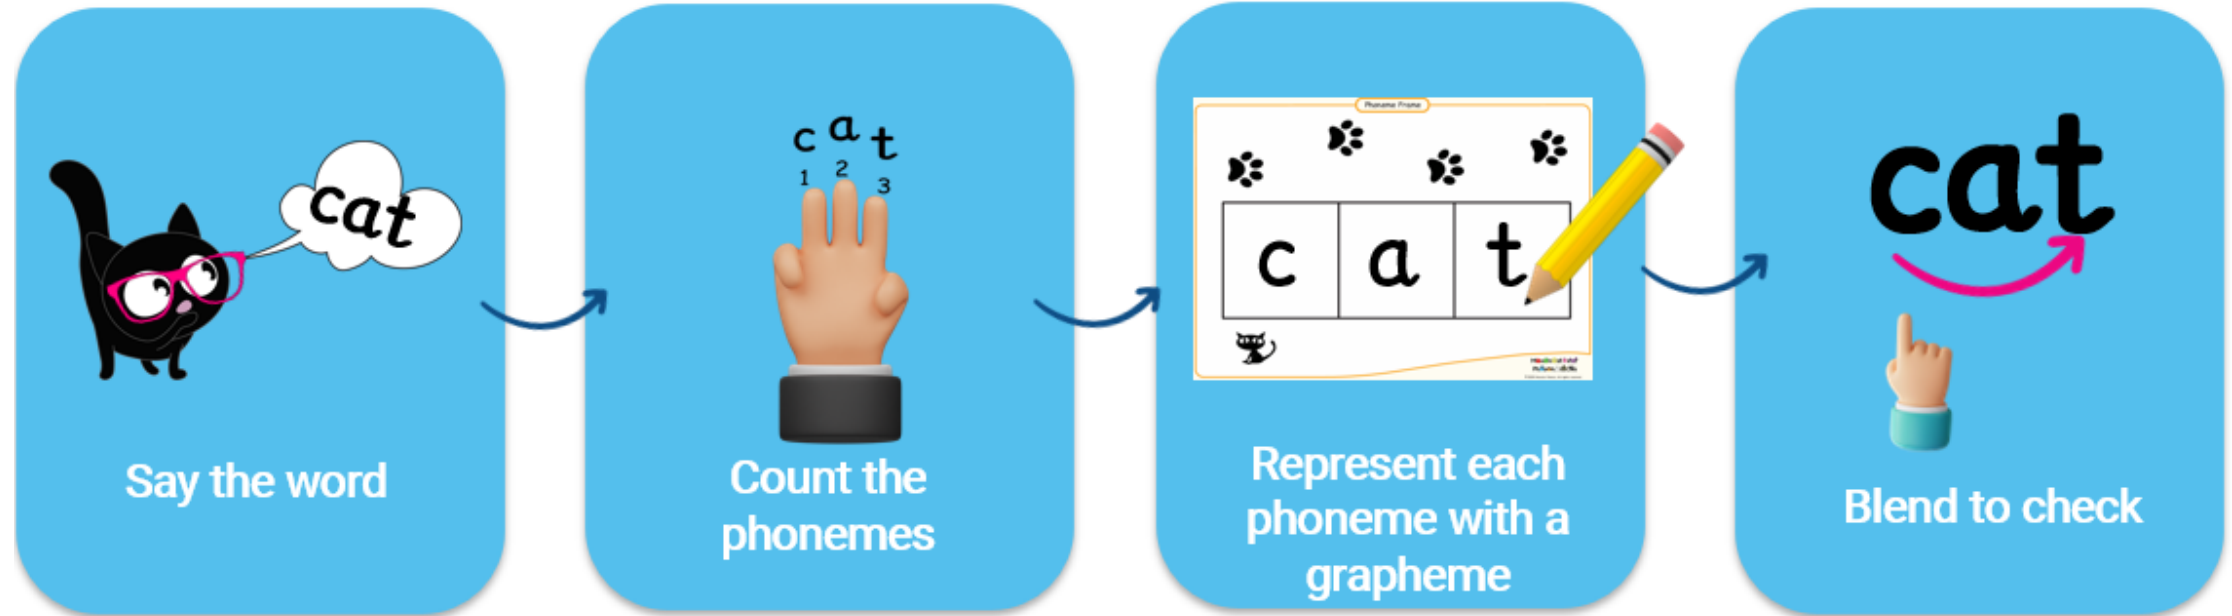 cat
Say the word
c a t
1 2 3
Count the
phonemes
Phoneme Frame
c a t
Represent each
phoneme with a
grapheme
cat
Blend to check